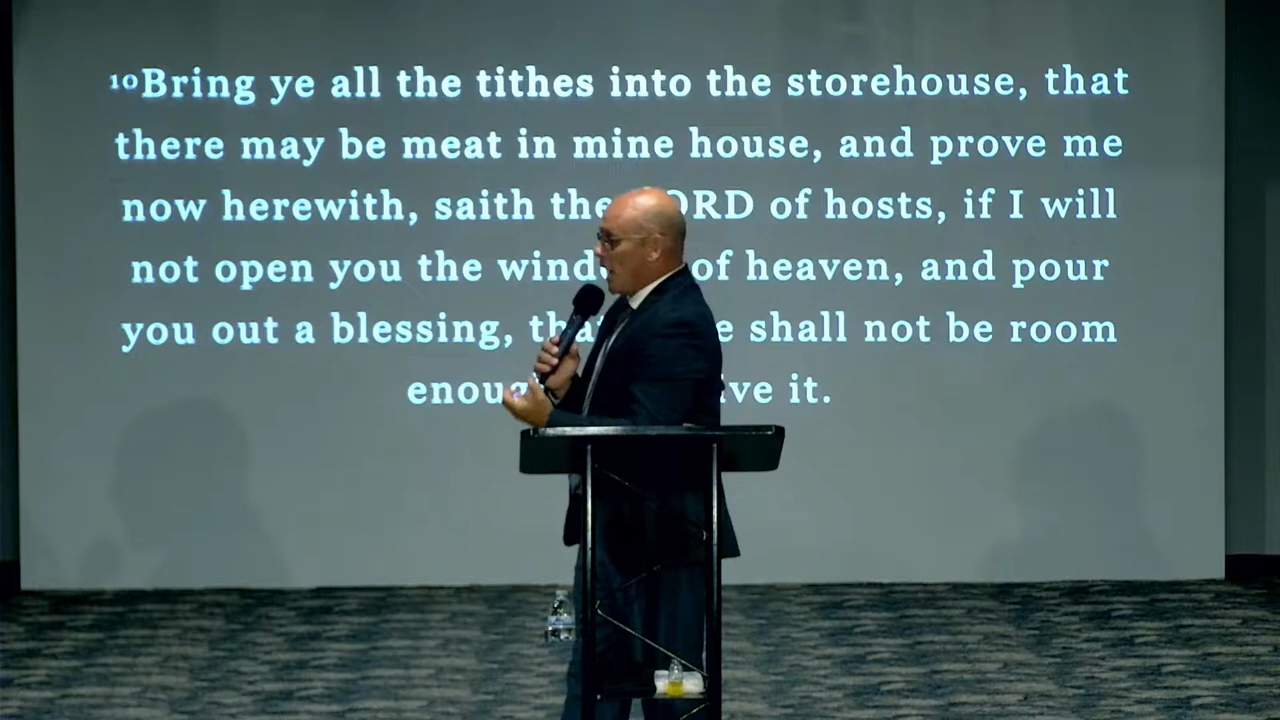 10Bring ye all the tithes into the storehouse, that
there may be meat in mine house, and prove me
now herewith, saith the LORD of hosts, if I will
not open you the of heaven, and pour
you out a blessing, shall not be room
it.